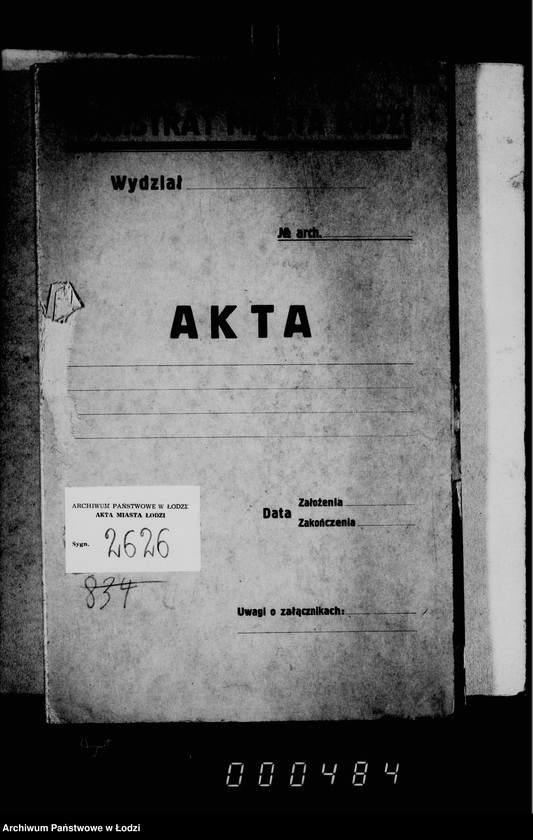 MAGISTRAT MIASTA ŁODZI
Wydział
№ arch.
AKTA
ARCHIWUM PAŃSTWOWE W ŁODZI
AKTA MIASTA ŁODZI
Sygn. 2626
834
Data
Założenia
Zakończenia
Uwagi o załącznikach:
000484
Archiwum Państwowe w Łodzi